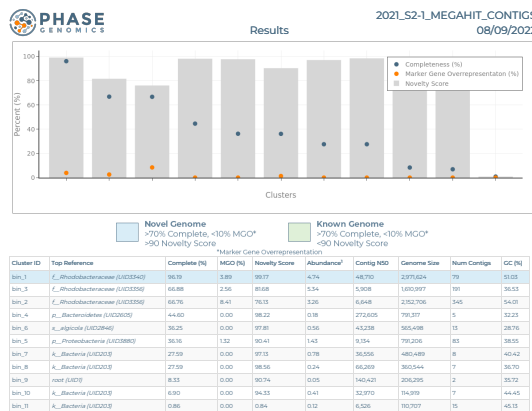 PHASE
GENOMICS
Results
2021_S2-1_MEGAHIT_CONTIGS
08/09/202
100
80
60
40
20
0
Percent (%)
Completeness (%)
Marker Gene Overrepresentation (%)
Novelty Score
Clusters
Novel Genome
>70% Complete, <10% MGO*
>90 Novelty Score
Known Genome
>70% Complete, <10% MGO*
<90 Novelty Score
*Marker Gene Overrepresentation
Cluster ID Top Reference Complete (%) MGO (%) Novelty Score Abundance¹ Contig N50 Genome Size Num Contigs GC (%)
bin_1 f__Rhodobacteraceae (UID3340) 96.19 3.89 99.17 4.74 48,710 2,971,624 79 51.03
bin_3 f__Rhodobacteraceae (UID3356) 66.88 2.56 81.68 5.34 5,908 1,610,997 191 36.53
bin_2 f__Rhodobacteraceae (UID3356) 66.76 8.41 76.13 3.26 6,648 2,152,706 345 54.01
bin_4 p__Bacteroidetes (UID2605) 44.60 0.00 98.22 0.18 272,605 791,317 5 32.23
bin_6 s__algicola (UID2846) 36.25 0.00 97.81 0.56 43,238 565,498 13 28.76
bin_5 p__Proteobacteria (UID3880) 36.16 1.32 90.41 1.43 9,134 791,206 83 38.55
bin_7 k__Bacteria (UID203) 27.59 0.00 97.13 0.78 36,556 480,489 8 40.42
bin_8 k__Bacteria (UID203) 27.59 0.00 98.56 0.24 66,269 360,544 7 36.70
bin_9 root (UID1) 8.33 0.00 90.74 0.05 140,421 206,295 2 35.72
bin_10 k__Bacteria (UID203) 6.90 0.00 94.33 0.41 32,970 114,919 7 44.45
bin_11 k__Bacteria (UID203) 0.86 0.00 0.84 0.12 6,526 110,707 15 45.13